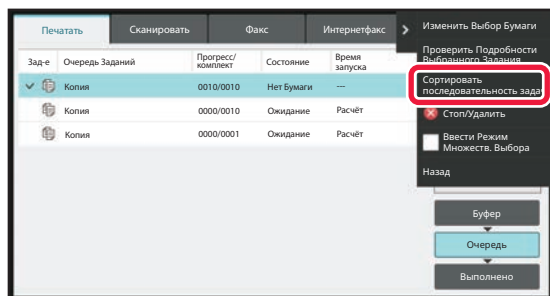 Печатать Сканировать Факс Интернетфакс
Зад-е Очередь Заданий Прогресс/
комплект Состояние Время
запуска
Копия 0010/0010 Нет Бумаги ---
Копия 0000/0010 Ожидание Расчёт
Копия 0000/0001 Ожидание Расчёт
Изменить Выбор Бумаги
Проверить Подробности
Выбранного Задания
Сортировать
последовательность зада
Стоп/Удалить
Ввести Режим
Множеств. Выбора
Назад
Буфер
Очередь
Выполнено